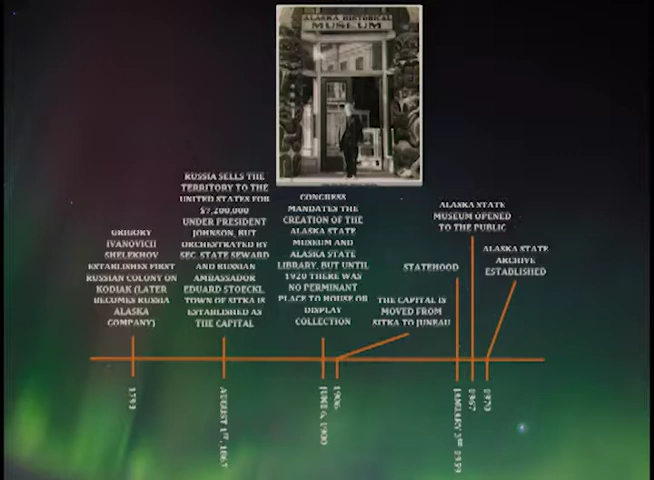 ALASKA HISTORICAL
MUSEUM
GRIGORY
IVANOVICH
SHELEKHOV
ESTABLISHES FIRST
RUSSIAN COLONY ON
KODIAK (LATER
BECOMES RUSSIA
ALASKA
COMPANY)
RUSSIA SELLS THE
TERRITORY TO THE
UNITED STATES FOR
$7,200,000
UNDER PRESIDENT
JOHNSON, BUT
ORCHESTRATED BY
SEC. STATE SEWARD
AND RUSSIAN
AMBASSADOR
EDUARD STOECKL.
TOWN OF SITKA IS
ESTABLISHED AS
THE CAPITAL
CONGRESS
MANDATES THE
CREATION OF THE
ALASKA STATE
MUSEUM AND
ALASKA STATE
LIBRARY, BUT UNTIL
1920 THERE WAS
NO PERMINANT
PLACE TO HOUSE OR
DISPLAY
COLLECTION
THE CAPITAL IS
MOVED FROM
SITKA TO JUNEAU
STATEHOOD
ALASKA STATE
MUSEUM OPENED
TO THE PUBLIC
ALASKA STATE
ARCHIVE
ESTABLISHED
AUGUST 1ST, 1867
JUNE 6, 1900
1906
JANUARY 3RD 1959
1967
1970